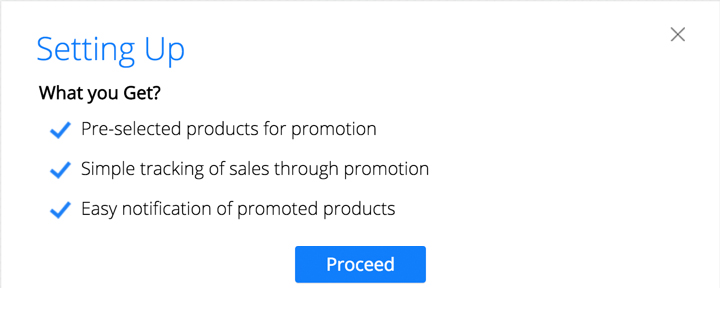 Setting Up
What you Get?
Pre-selected products for promotion
Simple tracking of sales through promotion
Easy notification of promoted products
Proceed